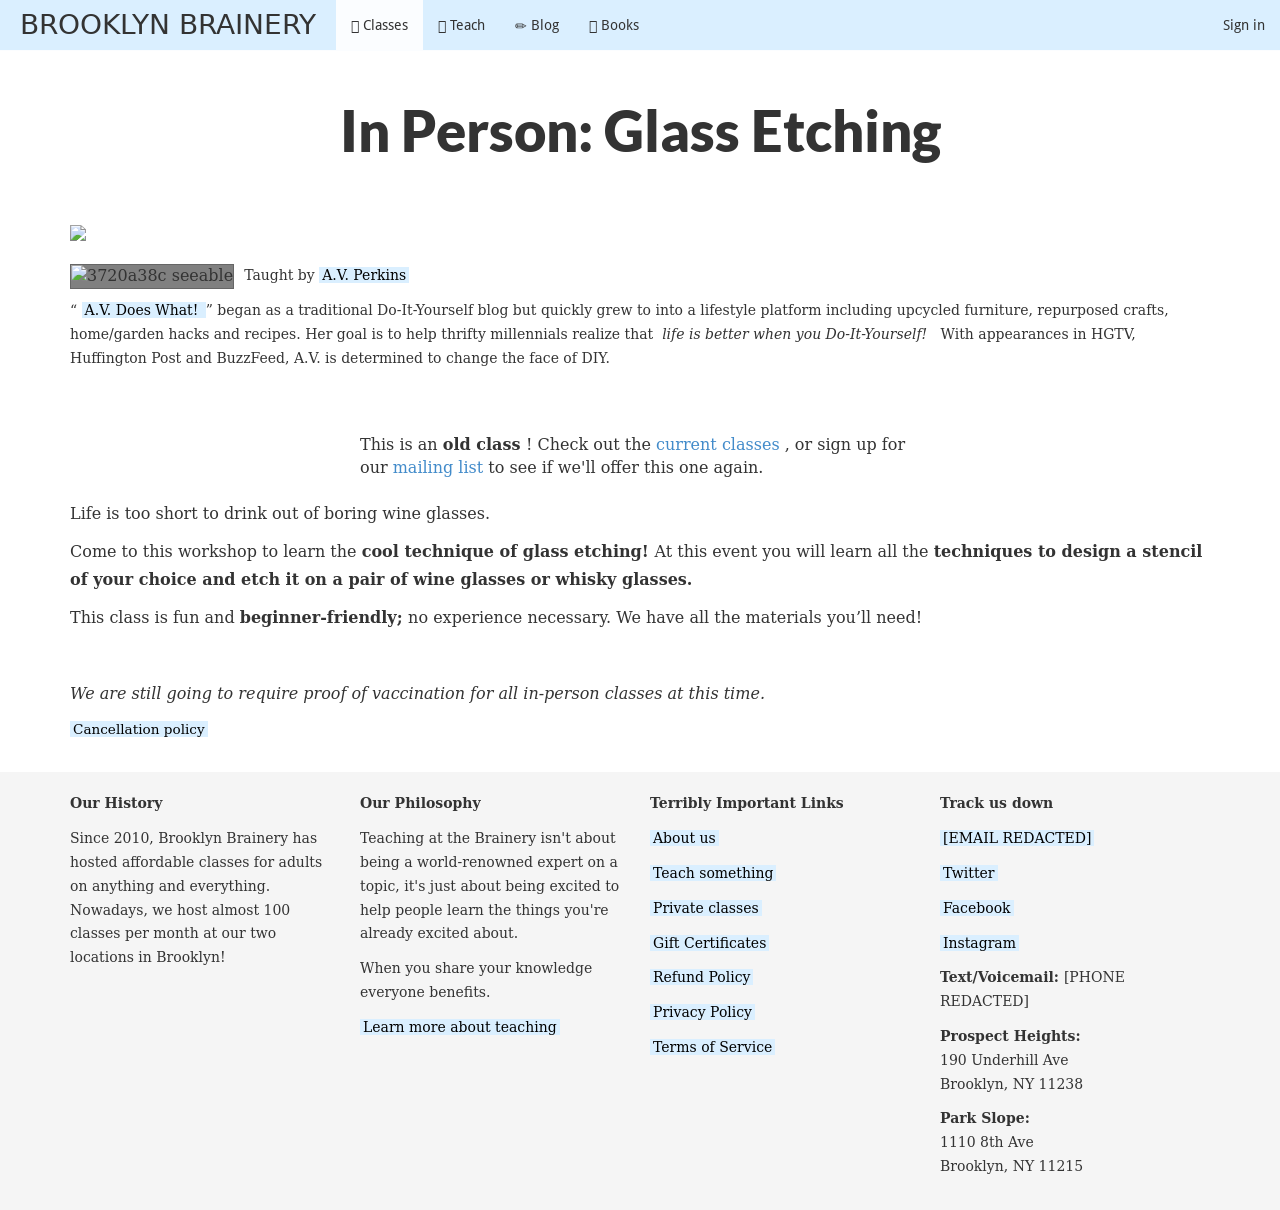 BROOKLYN BRAINERY
Classes
Teach
✏ Blog
Books
Sign in
In Person: Glass Etching
3720a38c seeable
Taught by A.V. Perkins
“ A.V. Does What! ” began as a traditional Do-It-Yourself blog but quickly grew to into a lifestyle platform including upcycled furniture, repurposed crafts,
home/garden hacks and recipes. Her goal is to help thrifty millennials realize that life is better when you Do-It-Yourself! With appearances in HGTV,
Huffington Post and BuzzFeed, A.V. is determined to change the face of DIY.
This is an old class ! Check out the current classes , or sign up for
our mailing list to see if we'll offer this one again.
Life is too short to drink out of boring wine glasses.
Come to this workshop to learn the cool technique of glass etching! At this event you will learn all the techniques to design a stencil
of your choice and etch it on a pair of wine glasses or whisky glasses.
This class is fun and beginner-friendly; no experience necessary. We have all the materials you’ll need!
We are still going to require proof of vaccination for all in-person classes at this time.
Cancellation policy
Our History
Since 2010, Brooklyn Brainery has
hosted affordable classes for adults
on anything and everything.
Nowadays, we host almost 100
classes per month at our two
locations in Brooklyn!
Our Philosophy
Teaching at the Brainery isn't about
being a world-renowned expert on a
topic, it's just about being excited to
help people learn the things you're
already excited about.
When you share your knowledge
everyone benefits.
Learn more about teaching
Terribly Important Links
About us
Teach something
Private classes
Gift Certificates
Refund Policy
Privacy Policy
Terms of Service
Track us down
[EMAIL REDACTED]
Twitter
Facebook
Instagram
Text/Voicemail: [PHONE
REDACTED]
Prospect Heights:
190 Underhill Ave
Brooklyn, NY 11238
Park Slope:
1110 8th Ave
Brooklyn, NY 11215